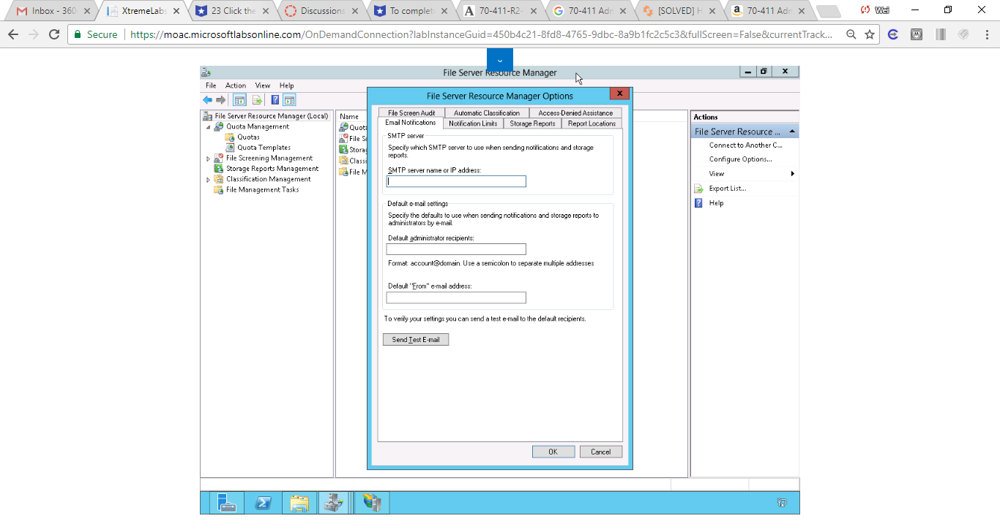 Inbox - 360
XtremeLabs
23 Click the
Discussions
To complet
70-411-R2-
70-411 Adm
[SOLVED] H
70-411 Adm
Wei
Secure
https://moac.microsoftlabsonline.com/OnDemandConnection?labInstanceGuid=450b4c21-8fd8-4765-9dbc-8a9b1fc2c5c3&fullScreen=False&currentTrack...
File Server Resource Manager
File Action View Help
File Server Resource Manager (Local)
Quota Management
Quotas
Quota Templates
File Screening Management
Storage Reports Management
Classification Management
File Management Tasks
Name
Quota
File S
Storag
Classi
File M
File Server Resource Manager Options
File Screen Audit Automatic Classification Access-Denied Assistance
Email Notifications Notification Limits Storage Reports Report Locations
SMTP server
Specify which SMTP server to use when sending notifications and storage
reports.
SMTP server name or IP address:
Default e-mail settings
Specify the defaults to use when sending notifications and storage reports to
administrators by e-mail.
Default administrator recipients:
Format: account@domain. Use a semicolon to separate multiple addresses
Default "From" e-mail address:
To verify your settings you can send a test e-mail to the default recipients.
Send Test E-mail
OK Cancel
Actions
File Server Resource ...
Connect to Another C...
Configure Options...
View
Export List...
Help